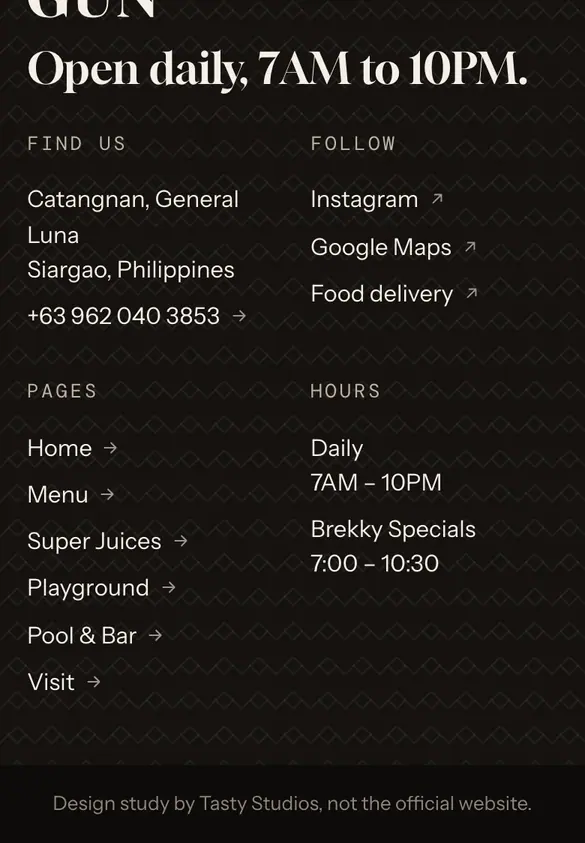 GUN
Open daily, 7AM to 10PM.
FIND US
Catangnan, General
Luna
Siargao, Philippines
+63 962 040 3853 →
FOLLOW
Instagram ↗
Google Maps ↗
Food delivery ↗
PAGES
Home →
Menu →
Super Juices →
Playground →
Pool & Bar →
Visit →
HOURS
Daily
7AM – 10PM
Brekky Specials
7:00 – 10:30
Design study by Tasty Studios, not the official website.